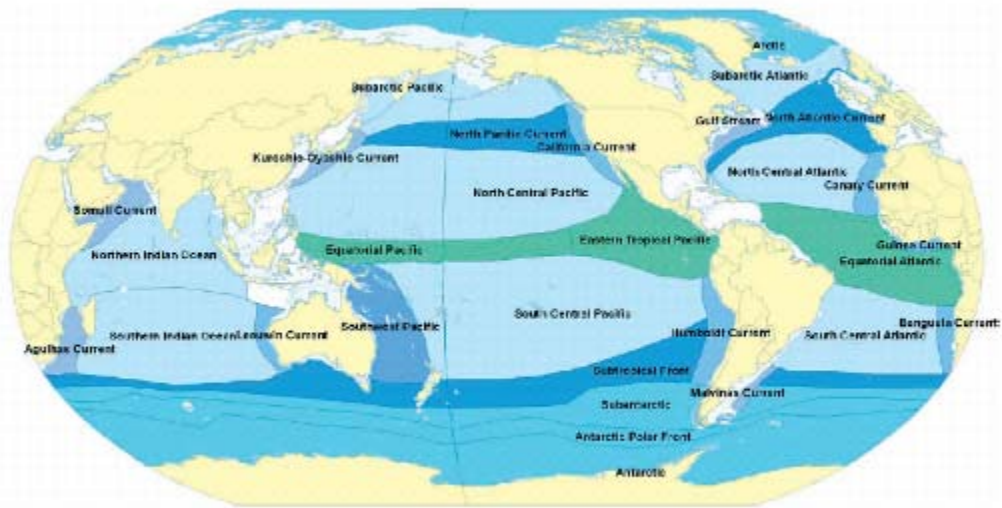 Arctic
Subarctic Atlantic
Subarctic Pacific
Gulf Stream
North Atlantic Current
North Pacific Current
California Current
Kuroshio-Oyashio Current
North Central Atlantic
Canary Current
North Central Pacific
Somali Current
Eastern Tropical Pacific
Guinea Current
Equatorial Pacific
Northern Indian Ocean
Equatorial Atlantic
South Central Pacific
Southwest Pacific
Benguela Current
Southern Indian Ocean
Leeuwin Current
Humboldt Current
South Central Atlantic
Agulhas Current
Subtropical Front
Malvinas Current
Subantarctic
Antarctic Polar Front
Antarctic